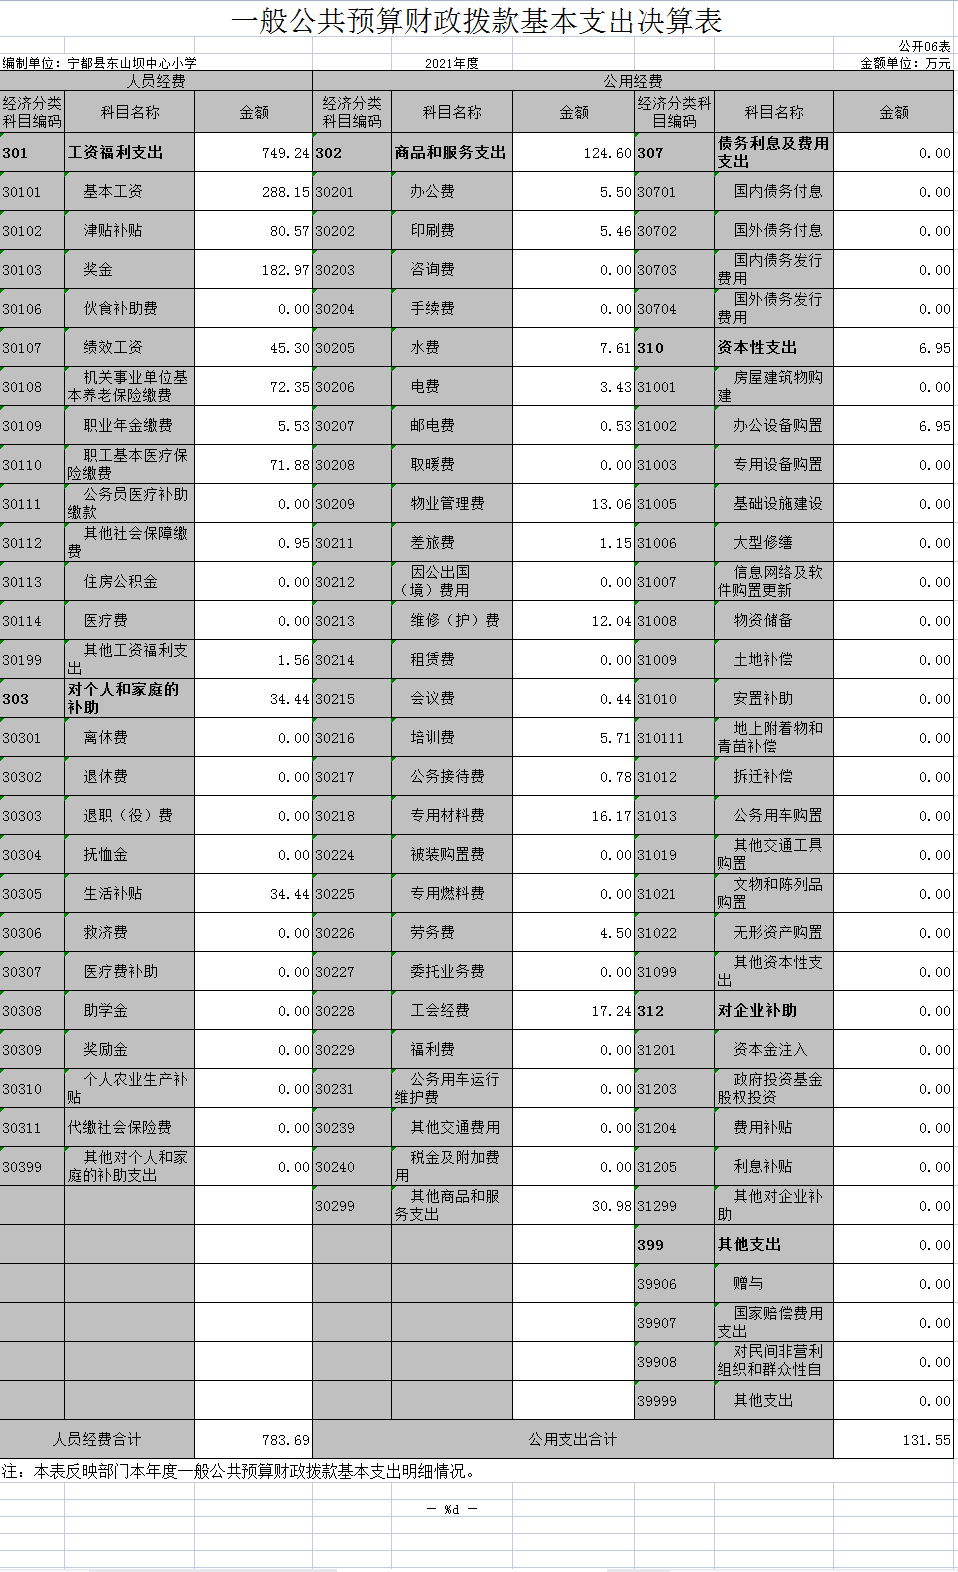 一般公共预算财政拨款基本支出决算表
公开06表
编制单位：宁都县东山坝中心小学 2021年度 金额单位：万元
人员经费 公用经费
经济分类科目编码 科目名称 金额 经济分类科目编码 科目名称 金额 经济分类科目编码 科目名称 金额
301 工资福利支出 749.24 302 商品和服务支出 124.60 307 债务利息及费用支出 0.00
30101 基本工资 288.15 30201 办公费 5.50 30701 国内债务付息 0.00
30102 津贴补贴 80.57 30202 印刷费 5.46 30702 国外债务付息 0.00
30103 奖金 182.97 30203 咨询费 0.00 30703 国内债务发行费用 0.00
30106 伙食补助费 0.00 30204 手续费 0.00 30704 国外债务发行费用 0.00
30107 绩效工资 45.30 30205 水费 7.61 310 资本性支出 6.95
30108 机关事业单位基本养老保险缴费 72.35 30206 电费 3.43 31001 房屋建筑物购建 0.00
30109 职业年金缴费 5.53 30207 邮电费 0.53 31002 办公设备购置 6.95
30110 职工基本医疗保险缴费 71.88 30208 取暖费 0.00 31003 专用设备购置 0.00
30111 公务员医疗补助缴款 0.00 30209 物业管理费 13.06 31005 基础设施建设 0.00
30112 其他社会保障缴费 0.95 30211 差旅费 1.15 31006 大型修缮 0.00
30113 住房公积金 0.00 30212 因公出国（境）费用 0.00 31007 信息网络及软件购置更新 0.00
30114 医疗费 0.00 30213 维修（护）费 12.04 31008 物资储备 0.00
30199 其他工资福利支出 1.56 30214 租赁费 0.00 31009 土地补偿 0.00
303 对个人和家庭的补助 34.44 30215 会议费 0.44 31010 安置补助 0.00
30301 离休费 0.00 30216 培训费 5.71 310111 地上附着物和青苗补偿 0.00
30302 退休费 0.00 30217 公务接待费 0.78 31012 拆迁补偿 0.00
30303 退职（役）费 0.00 30218 专用材料费 16.17 31013 公务用车购置 0.00
30304 抚恤金 0.00 30224 被装购置费 0.00 31019 其他交通工具购置 0.00
30305 生活补贴 34.44 30225 专用燃料费 0.00 31021 文物和陈列品购置 0.00
30306 救济费 0.00 30226 劳务费 4.50 31022 无形资产购置 0.00
30307 医疗费补助 0.00 30227 委托业务费 0.00 31099 其他资本性支出 0.00
30308 助学金 0.00 30228 工会经费 17.24 312 对企业补助 0.00
30309 奖励金 0.00 30229 福利费 0.00 31201 资本金注入 0.00
30310 个人农业生产补贴 0.00 30231 公务用车运行维护费 0.00 31203 政府投资基金股权投资 0.00
30311 代缴社会保险费 0.00 30239 其他交通费用 0.00 31204 费用补贴 0.00
30399 其他对个人和家庭的补助支出 0.00 30240 税金及附加费用 0.00 31205 利息补贴 0.00
30299 其他商品和服务支出 30.98 31299 其他对企业补助 0.00
399 其他支出 0.00
39906 赠与 0.00
39907 国家赔偿费用支出 0.00
39908 对民间非营利组织和群众性自 0.00
39999 其他支出 0.00
人员经费合计 783.69 公用支出合计 131.55
注：本表反映部门本年度一般公共预算财政拨款基本支出明细情况。
— %d —